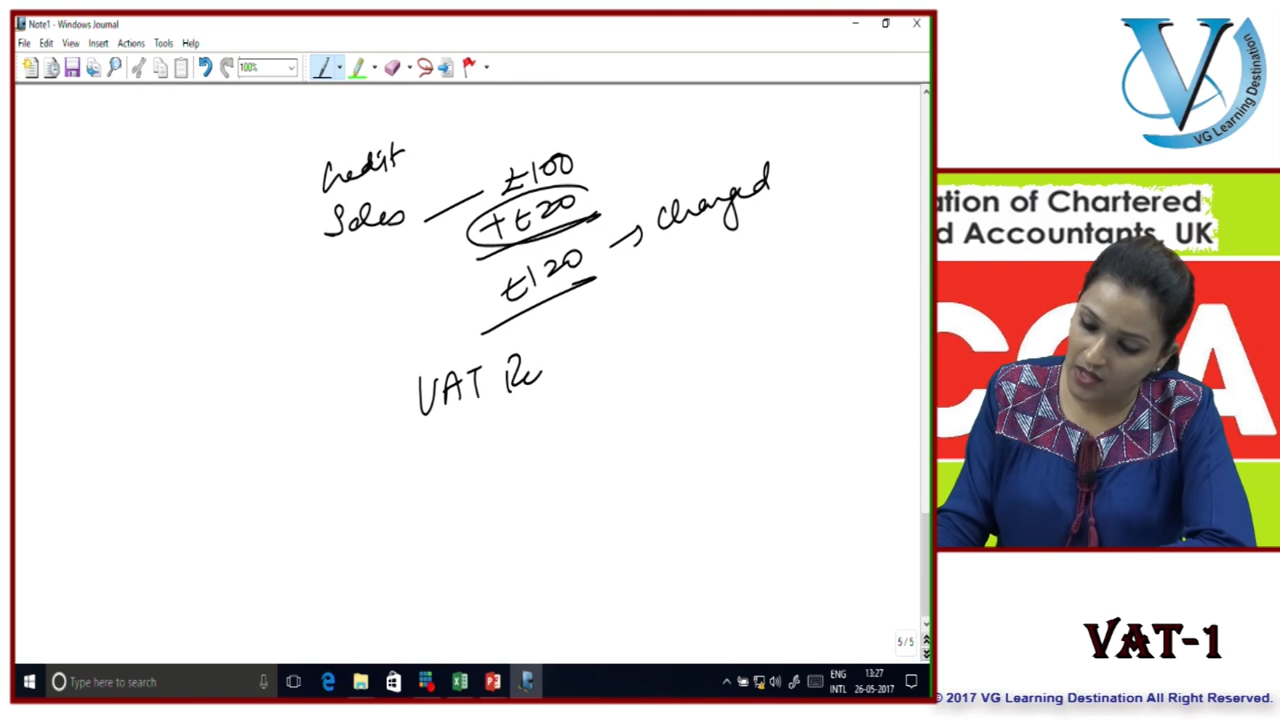 Note1 - Windows Journal
File Edit View Insert Actions Tools Help
100%
Credit
Sales — £100
+ £20
£120 → Charged
VAT Re
5 / 5
Type here to search
ENG
INTL
13:27
26-05-2017
V
VG Learning Destination
ation of Chartered
d Accountants, UK
CCA
VAT-1
© 2017 VG Learning Destination All Right Reserved.